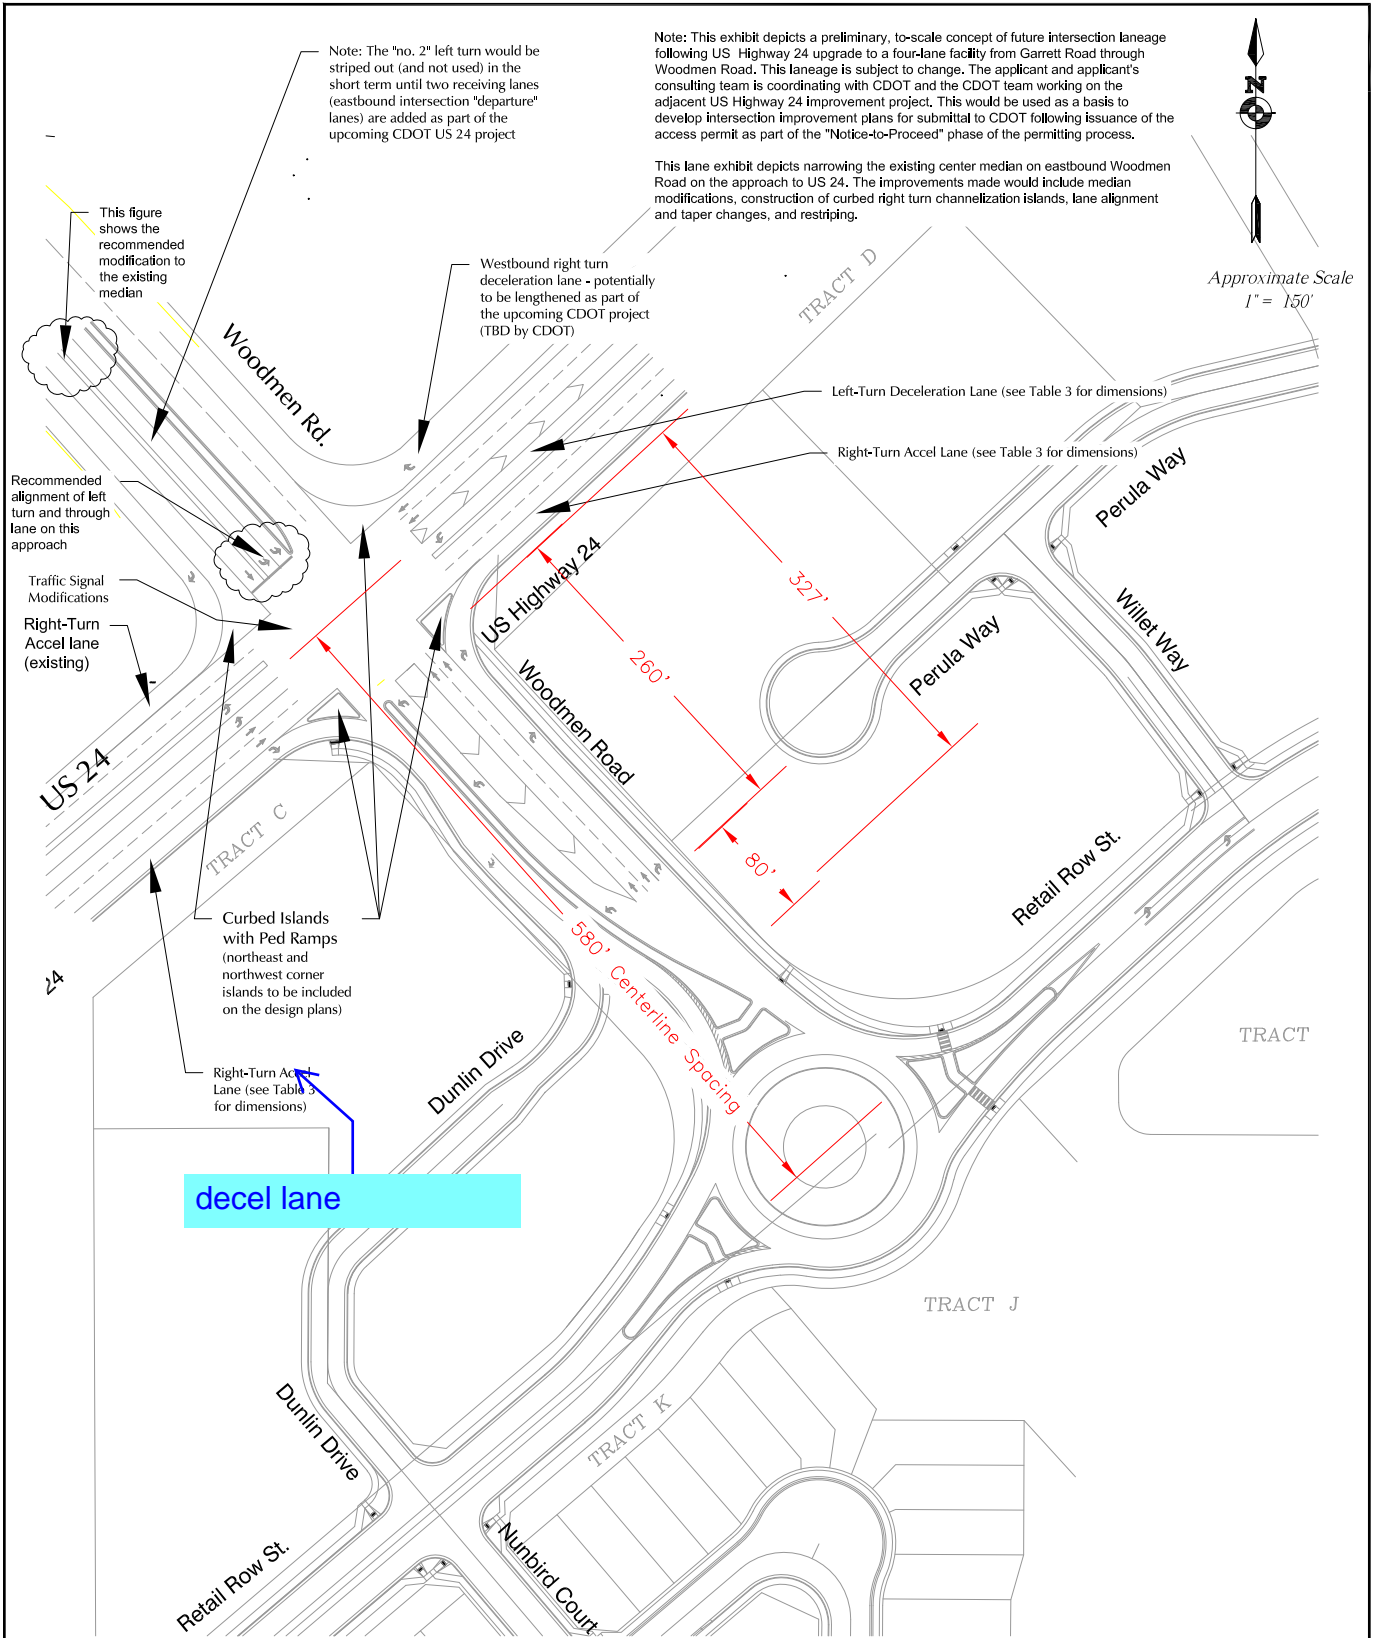 Note: The "no. 2" left turn would be
striped out (and not used) in the
short term until two receiving lanes
(eastbound intersection "departure"
lanes) are added as part of the
upcoming CDOT US 24 project
Note: This exhibit depicts a preliminary, to-scale concept of future intersection laneage
following US Highway 24 upgrade to a four-lane facility from Garrett Road through
Woodmen Road. This laneage is subject to change. The applicant and applicant's
consulting team is coordinating with CDOT and the CDOT team working on the
adjacent US Highway 24 improvement project. This would be used as a basis to
develop intersection improvement plans for submittal to CDOT following issuance of the
access permit as part of the "Notice-to-Proceed" phase of the permitting process.
This lane exhibit depicts narrowing the existing center median on eastbound Woodmen
Road on the approach to US 24. The improvements made would include median
modifications, construction of curbed right turn channelization islands, lane alignment
and taper changes, and restriping.
N
Approximate Scale
1" = 150'
This figure
shows the
recommended
modification to
the existing
median
Westbound right turn
deceleration lane - potentially
to be lengthened as part of
the upcoming CDOT project
(TBD by CDOT)
TRACT D
Woodmen Rd.
Left-Turn Deceleration Lane (see Table 3 for dimensions)
Right-Turn Accel Lane (see Table 3 for dimensions)
Perula Way
Recommended
alignment of left
turn and through
lane on this
approach
Traffic Signal
Modifications
Right-Turn
Accel lane
(existing)
US Highway 24
327'
260'
Willet Way
Perula Way
Woodmen Road
US 24
TRACT C
80'
Retail Row St.
Curbed Islands
with Ped Ramps
(northeast and
northwest corner
islands to be included
on the design plans)
580' Centerline Spacing
24
TRACT
Dunlin Drive
Right-Turn Accel
Lane (see Table 3
for dimensions)
decel lane
TRACT J
Dunlin Drive
TRACT K
Nunbird Court
Retail Row St.